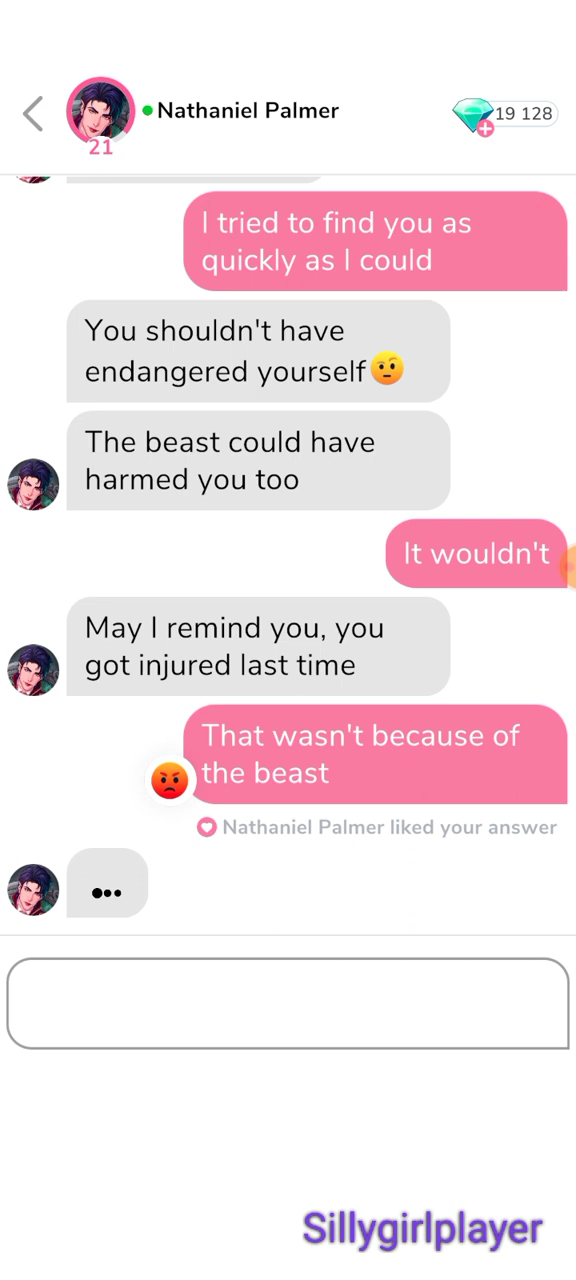 Nathaniel Palmer
19 128
21
I tried to find you as
quickly as I could
You shouldn't have
endangered yourself🤨
The beast could have
harmed you too
It wouldn't
May I remind you, you
got injured last time
That wasn't because of
the beast
Nathaniel Palmer liked your answer
Sillygirlplayer